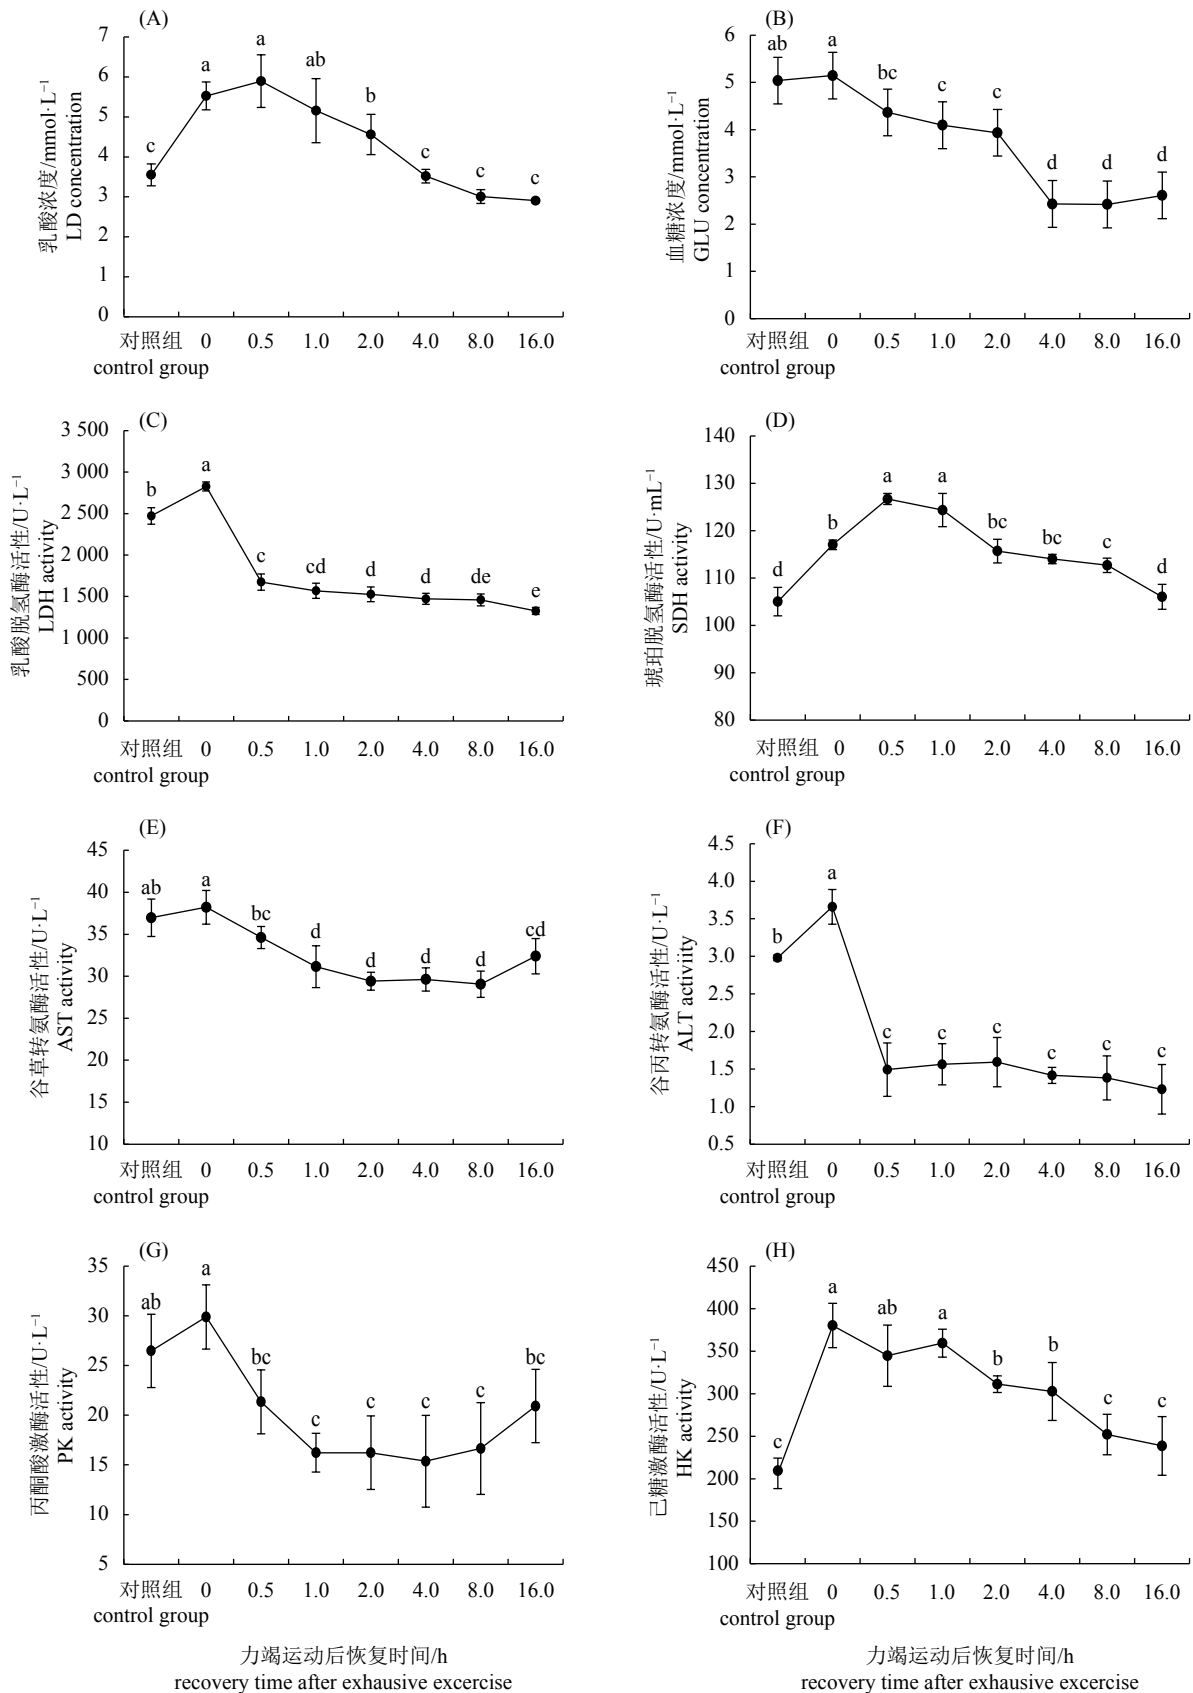 (A)
乳酸浓度/mmol·L⁻¹
LD concentration
7
6
5
4
3
2
1
0
c
a
a
ab
b
c
c
c
对照组 0 0.5 1.0 2.0 4.0 8.0 16.0
control group
(B)
血糖浓度/mmol·L⁻¹
GLU concentration
6
5
4
3
2
1
0
ab
a
bc
c
c
d
d
d
对照组 0 0.5 1.0 2.0 4.0 8.0 16.0
control group
(C)
乳酸脱氢酶活性/U·L⁻¹
LDH activity
3 500
3 000
2 500
2 000
1 500
1 000
500
0
b
a
c
cd
d
d
de
e
对照组 0 0.5 1.0 2.0 4.0 8.0 16.0
control group
(D)
琥珀脱氢酶活性/U·mL⁻¹
SDH activity
140
130
120
110
100
90
80
d
b
a
a
bc
bc
c
d
对照组 0 0.5 1.0 2.0 4.0 8.0 16.0
control group
(E)
谷草转氨酶活性/U·L⁻¹
AST activity
45
40
35
30
25
20
15
10
ab
a
bc
d
d
d
d
cd
对照组 0 0.5 1.0 2.0 4.0 8.0 16.0
control group
(F)
谷丙转氨酶活性/U·L⁻¹
ALT activiity
4.5
4.0
3.5
3.0
2.5
2.0
1.5
1.0
0.5
b
a
c
c
c
c
c
c
对照组 0 0.5 1.0 2.0 4.0 8.0 16.0
control group
(G)
丙酮酸激酶活性/U·L⁻¹
PK activity
35
30
25
20
15
10
5
ab
a
bc
c
c
c
c
bc
对照组 0 0.5 1.0 2.0 4.0 8.0 16.0
control group
力竭运动后恢复时间/h
recovery time after exhausive excercise
(H)
己糖激酶活性/U·L⁻¹
HK activity
450
400
350
300
250
200
150
100
c
a
ab
a
b
b
c
c
对照组 0 0.5 1.0 2.0 4.0 8.0 16.0
control group
力竭运动后恢复时间/h
recovery time after exhausive excercise